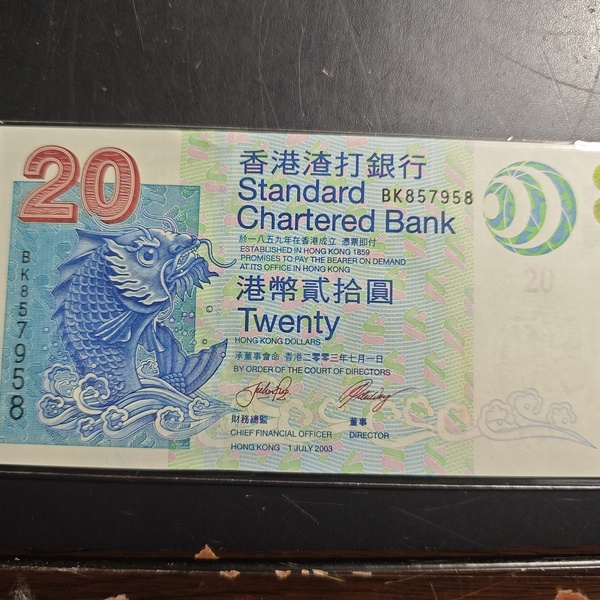 20
香港渣打銀行
Standard
Chartered Bank
BK857958
於一八五九年在香港成立 憑票即付
ESTABLISHED IN HONG KONG 1859
PROMISES TO PAY THE BEARER ON DEMAND
AT ITS OFFICE IN HONG KONG
港幣貳拾圓
Twenty
HONG KONG DOLLARS
承董事會命 香港二零零三年七月一日
BY ORDER OF THE COURT OF DIRECTORS
財務總監 董事
CHIEF FINANCIAL OFFICER DIRECTOR
HONG KONG 1 JULY 2003
BK857958
20